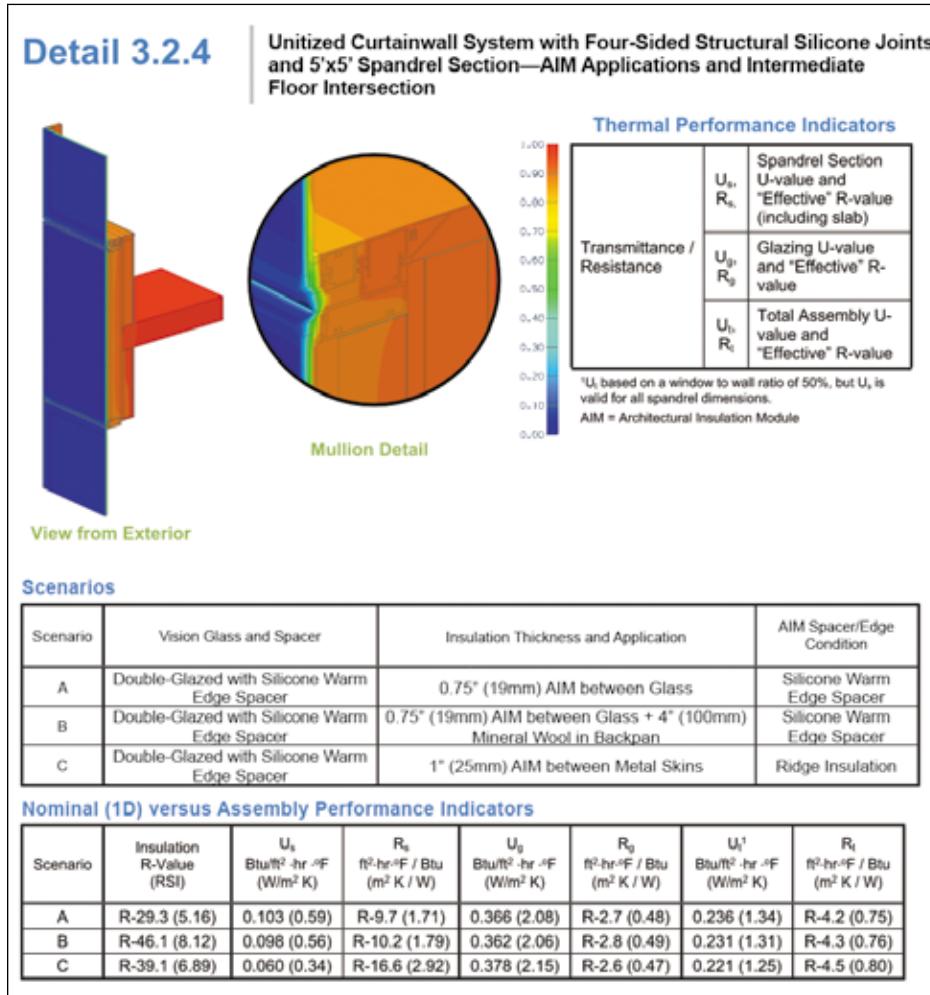 Detail 3.2.4
Unitized Curtainwall System with Four-Sided Structural Silicone Joints
and 5'x5' Spandrel Section—AIM Applications and Intermediate
Floor Intersection
Thermal Performance Indicators
1.00
0.90
0.80
0.70
0.60
0.50
0.40
0.30
0.20
0.10
0.00
Transmittance /
Resistance
Us,
Rs,
Spandrel Section
U-value and
"Effective" R-value
(including slab)
Ug,
Rg
Glazing U-value
and "Effective" R-
value
Ut,
Rt
Total Assembly U-
value and
"Effective" R-value
¹Ut based on a window to wall ratio of 50%, but Us is
valid for all spandrel dimensions.
AIM = Architectural Insulation Module
Mullion Detail
View from Exterior
Scenarios
Scenario Vision Glass and Spacer Insulation Thickness and Application AIM Spacer/Edge
Condition
A Double-Glazed with Silicone Warm
Edge Spacer 0.75" (19mm) AIM between Glass Silicone Warm
Edge Spacer
B Double-Glazed with Silicone Warm
Edge Spacer 0.75" (19mm) AIM between Glass + 4" (100mm)
Mineral Wool in Backpan Silicone Warm
Edge Spacer
C Double-Glazed with Silicone Warm
Edge Spacer 1" (25mm) AIM between Metal Skins Ridge Insulation
Nominal (1D) versus Assembly Performance Indicators
Scenario
Insulation
R-Value
(RSI)
Us
Btu/ft² ·hr ·ºF
(W/m² K)
Rs
ft²·hr·ºF / Btu
(m² K / W)
Ug
Btu/ft² ·hr ·ºF
(W/m² K)
Rg
ft²·hr·ºF / Btu
(m² K / W)
Ut¹
Btu/ft² ·hr ·ºF
(W/m² K)
Rt
ft²·hr·ºF / Btu
(m² K / W)
A R-29.3 (5.16) 0.103 (0.59) R-9.7 (1.71) 0.366 (2.08) R-2.7 (0.48) 0.236 (1.34) R-4.2 (0.75)
B R-46.1 (8.12) 0.098 (0.56) R-10.2 (1.79) 0.362 (2.06) R-2.8 (0.49) 0.231 (1.31) R-4.3 (0.76)
C R-39.1 (6.89) 0.060 (0.34) R-16.6 (2.92) 0.378 (2.15) R-2.6 (0.47) 0.221 (1.25) R-4.5 (0.80)